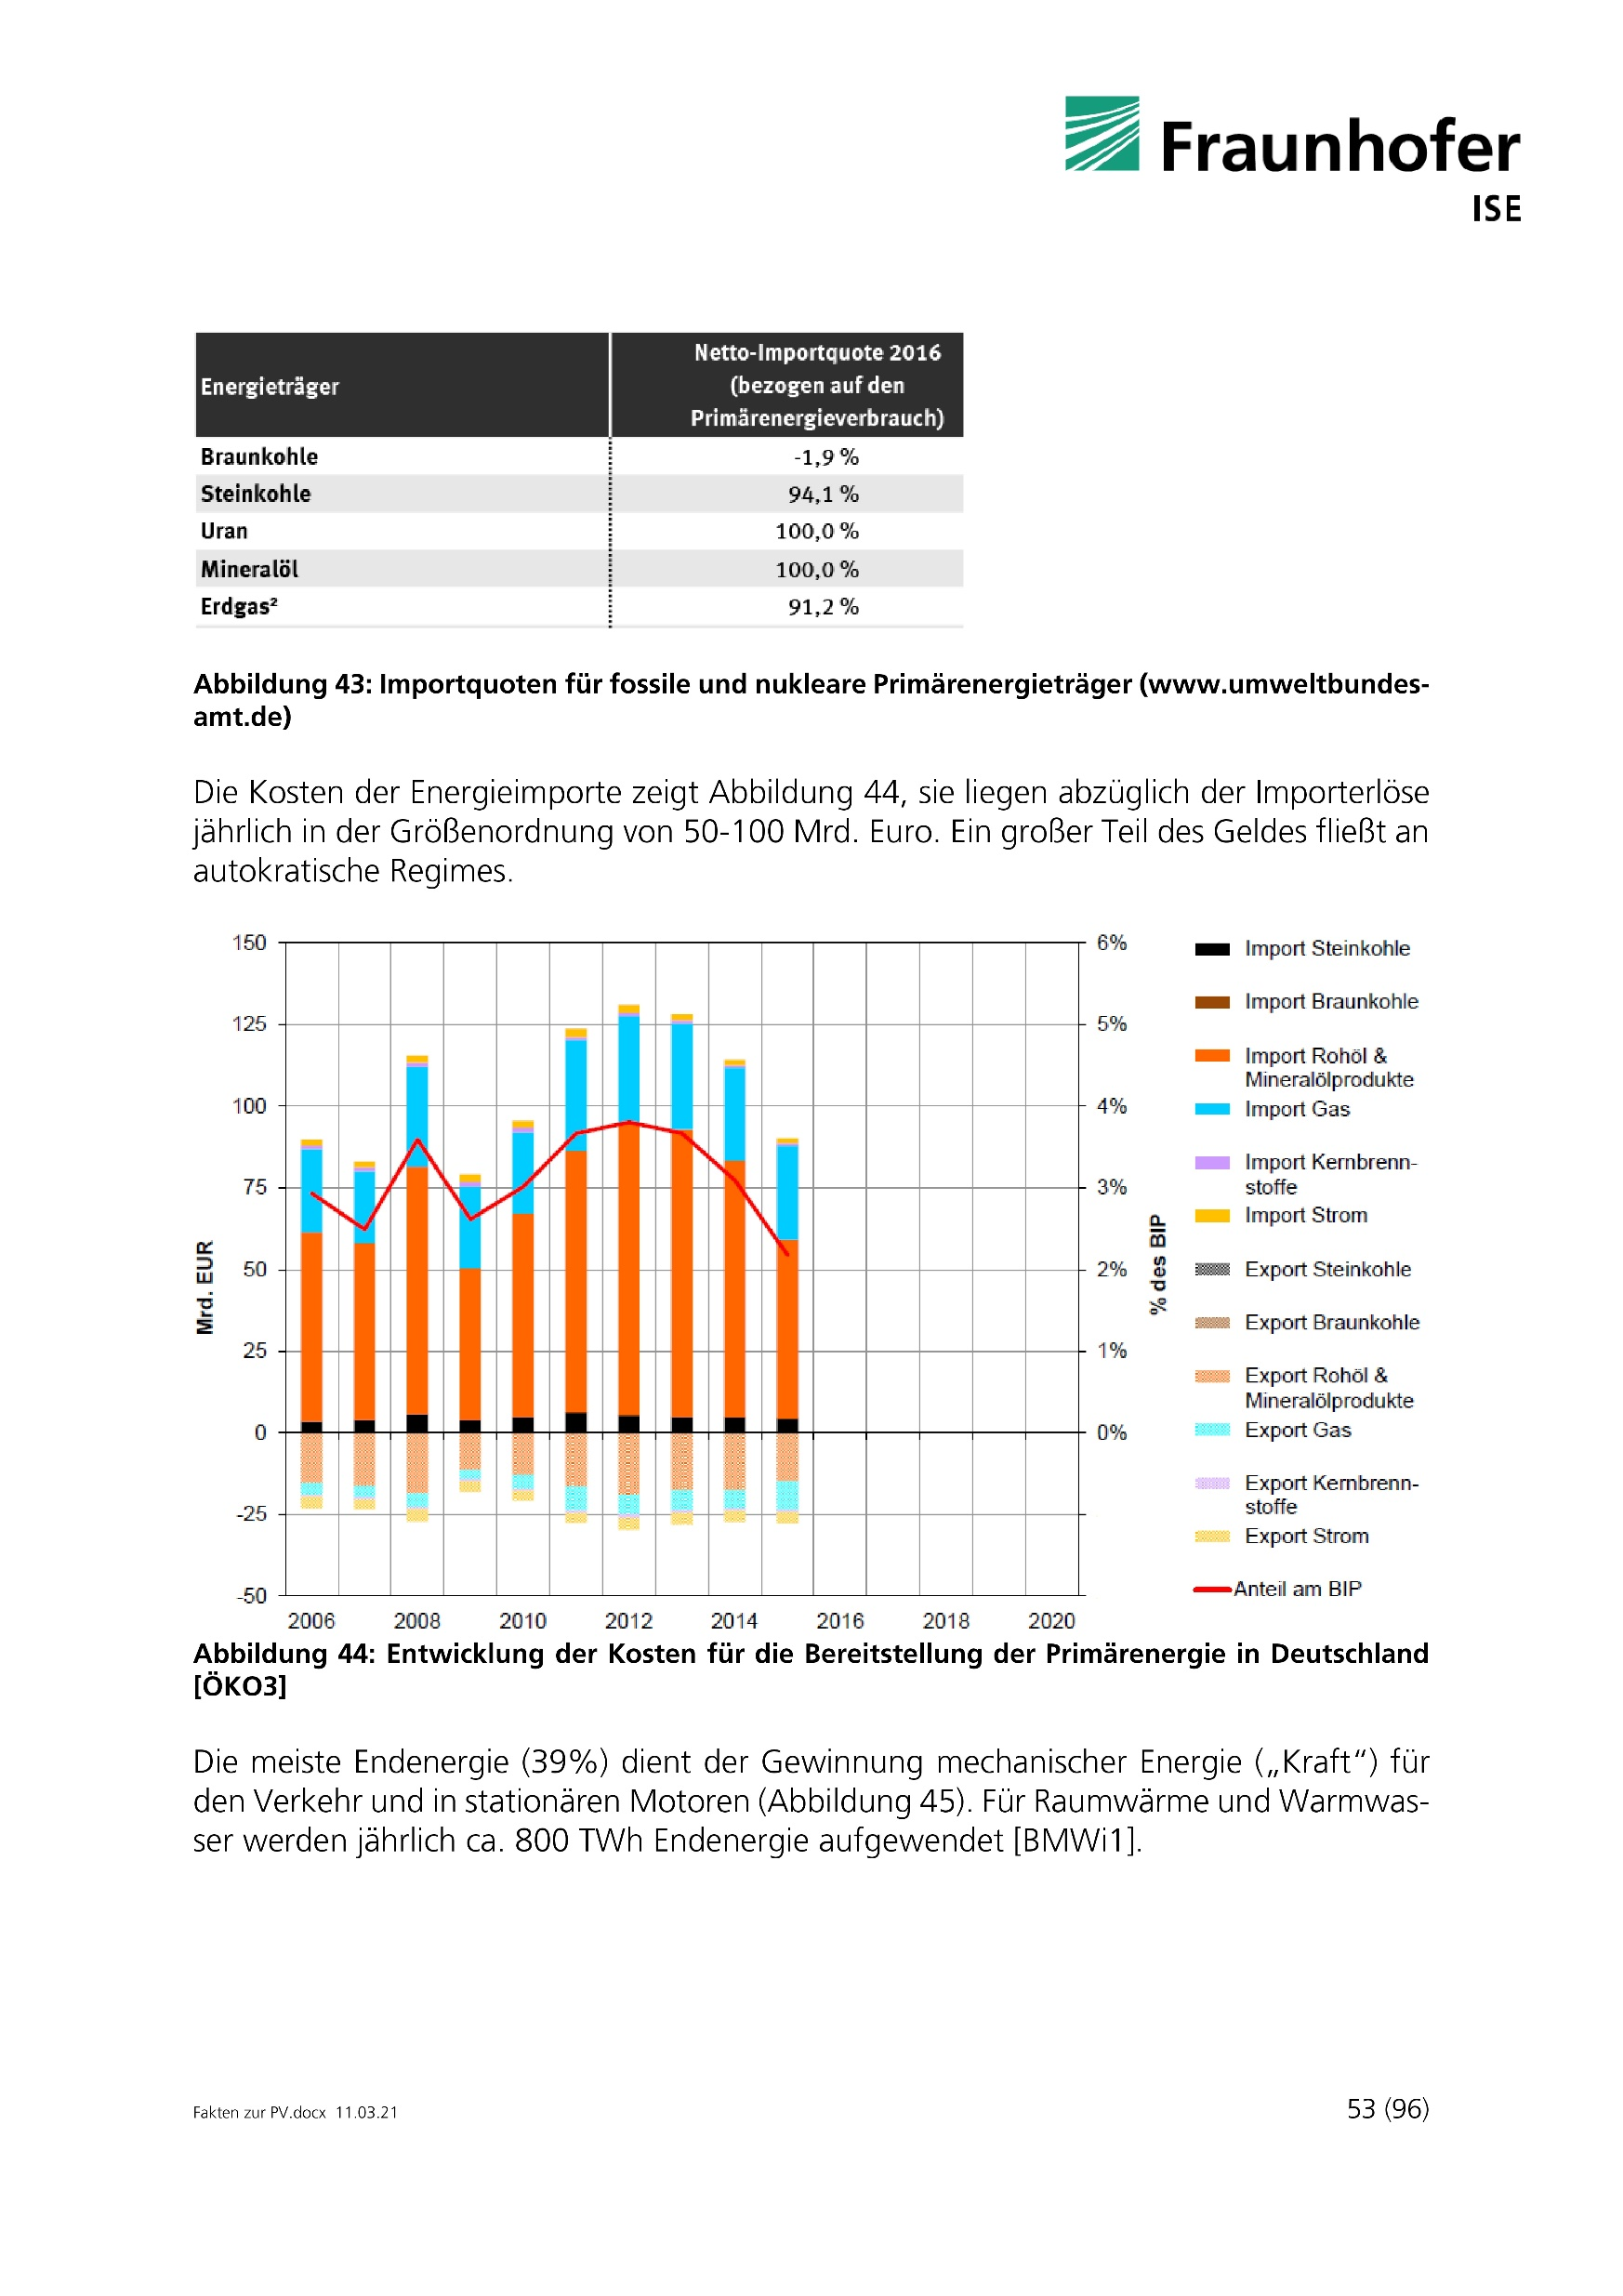 Fraunhofer
ISE
Energieträger
Netto-Importquote 2016
(bezogen auf den
Primärenergieverbrauch)
Braunkohle -1,9 %
Steinkohle 94,1 %
Uran 100,0 %
Mineralöl 100,0 %
Erdgas² 91,2 %
Abbildung 43: Importquoten für fossile und nukleare Primärenergieträger (www.umweltbundes-
amt.de)
Die Kosten der Energieimporte zeigt Abbildung 44, sie liegen abzüglich der Importerlöse
jährlich in der Größenordnung von 50-100 Mrd. Euro. Ein großer Teil des Geldes fließt an
autokratische Regimes.
150
125
100
75
50
25
0
-25
-50
Mrd. EUR
6%
5%
4%
3%
2%
1%
0%
% des BIP
2006 2008 2010 2012 2014 2016 2018 2020
Import Steinkohle
Import Braunkohle
Import Rohöl &
Mineralölprodukte
Import Gas
Import Kernbrenn-
stoffe
Import Strom
Export Steinkohle
Export Braunkohle
Export Rohöl &
Mineralölprodukte
Export Gas
Export Kernbrenn-
stoffe
Export Strom
Anteil am BIP
Abbildung 44: Entwicklung der Kosten für die Bereitstellung der Primärenergie in Deutschland
[ÖKO3]
Die meiste Endenergie (39%) dient der Gewinnung mechanischer Energie („Kraft“) für
den Verkehr und in stationären Motoren (Abbildung 45). Für Raumwärme und Warmwas-
ser werden jährlich ca. 800 TWh Endenergie aufgewendet [BMWi1].
Fakten zur PV.docx 11.03.21
53 (96)